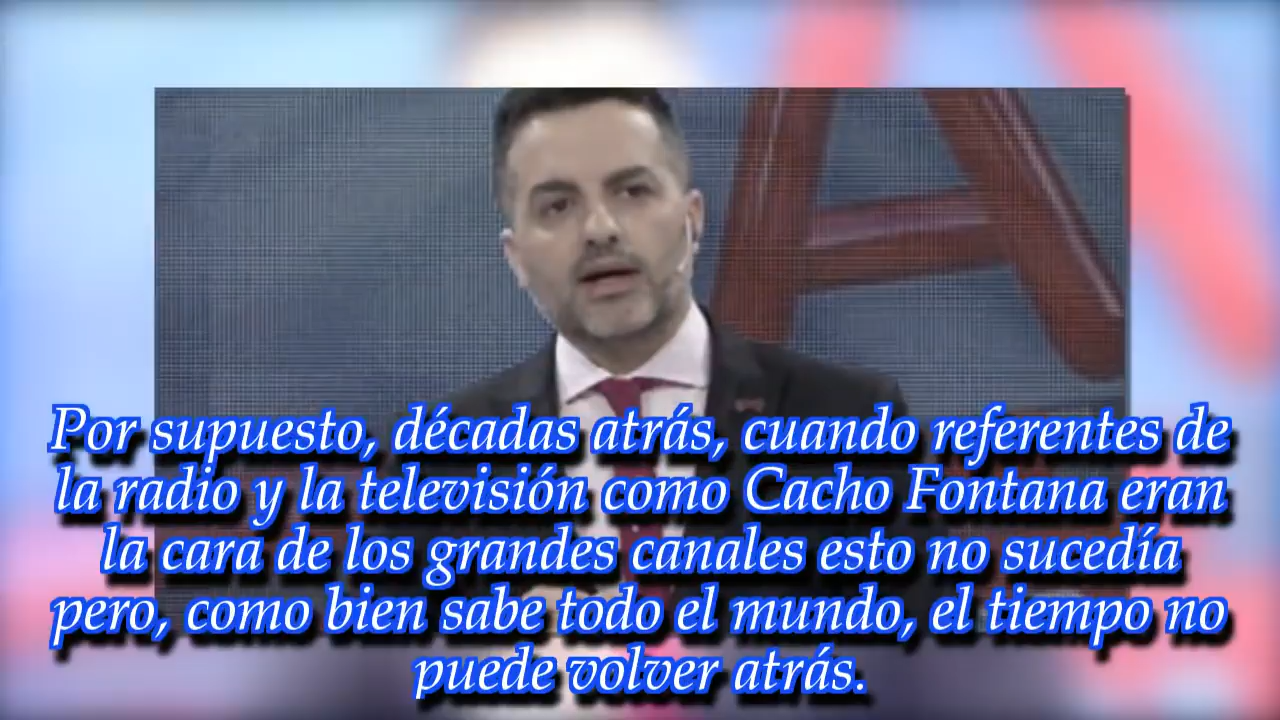 Por supuesto, décadas atrás, cuando referentes de
la radio y la televisión como Cacho Fontana eran
la cara de los grandes canales esto no sucedía
pero, como bien sabe todo el mundo, el tiempo no
puede volver atrás.